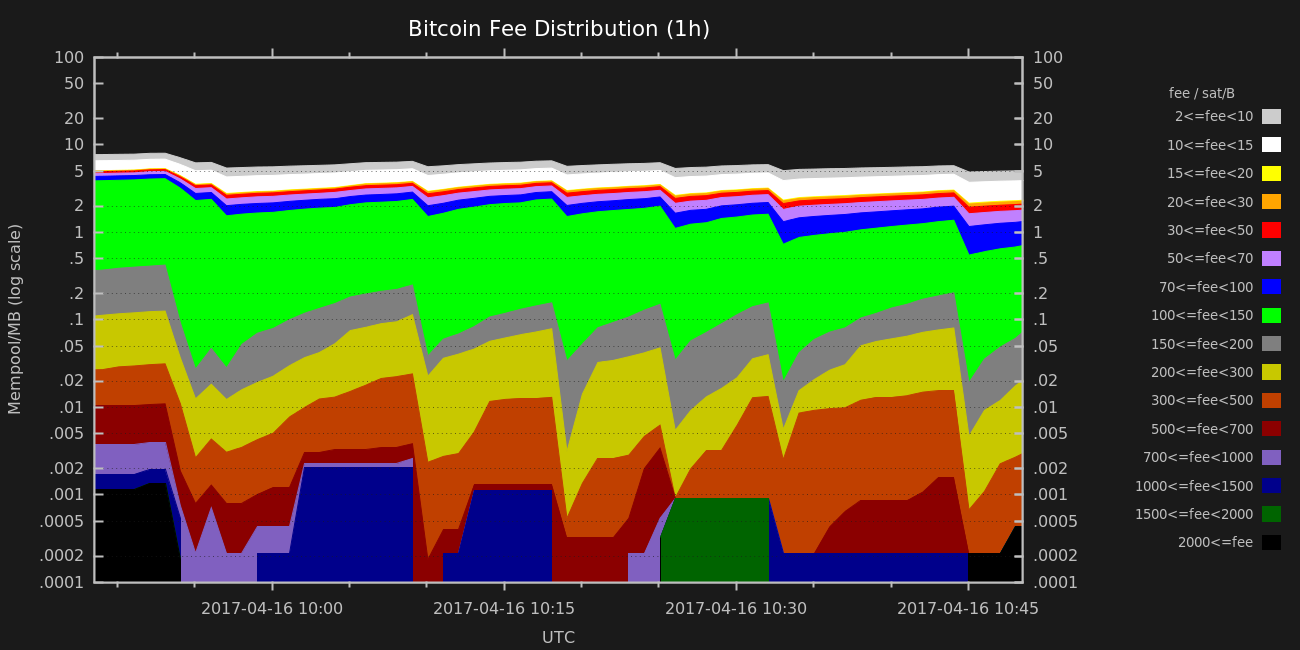 Bitcoin Fee Distribution (1h)
100
50
20
10
5
2
1
.5
.2
.1
.05
.02
.01
.005
.002
.001
.0005
.0002
.0001
Mempool/MB (log scale)
100
50
20
10
5
2
1
.5
.2
.1
.05
.02
.01
.005
.002
.001
.0005
.0002
.0001
2017-04-16 10:00
2017-04-16 10:15
2017-04-16 10:30
2017-04-16 10:45
UTC
fee / sat/B
2<=fee<10
10<=fee<15
15<=fee<20
20<=fee<30
30<=fee<50
50<=fee<70
70<=fee<100
100<=fee<150
150<=fee<200
200<=fee<300
300<=fee<500
500<=fee<700
700<=fee<1000
1000<=fee<1500
1500<=fee<2000
2000<=fee